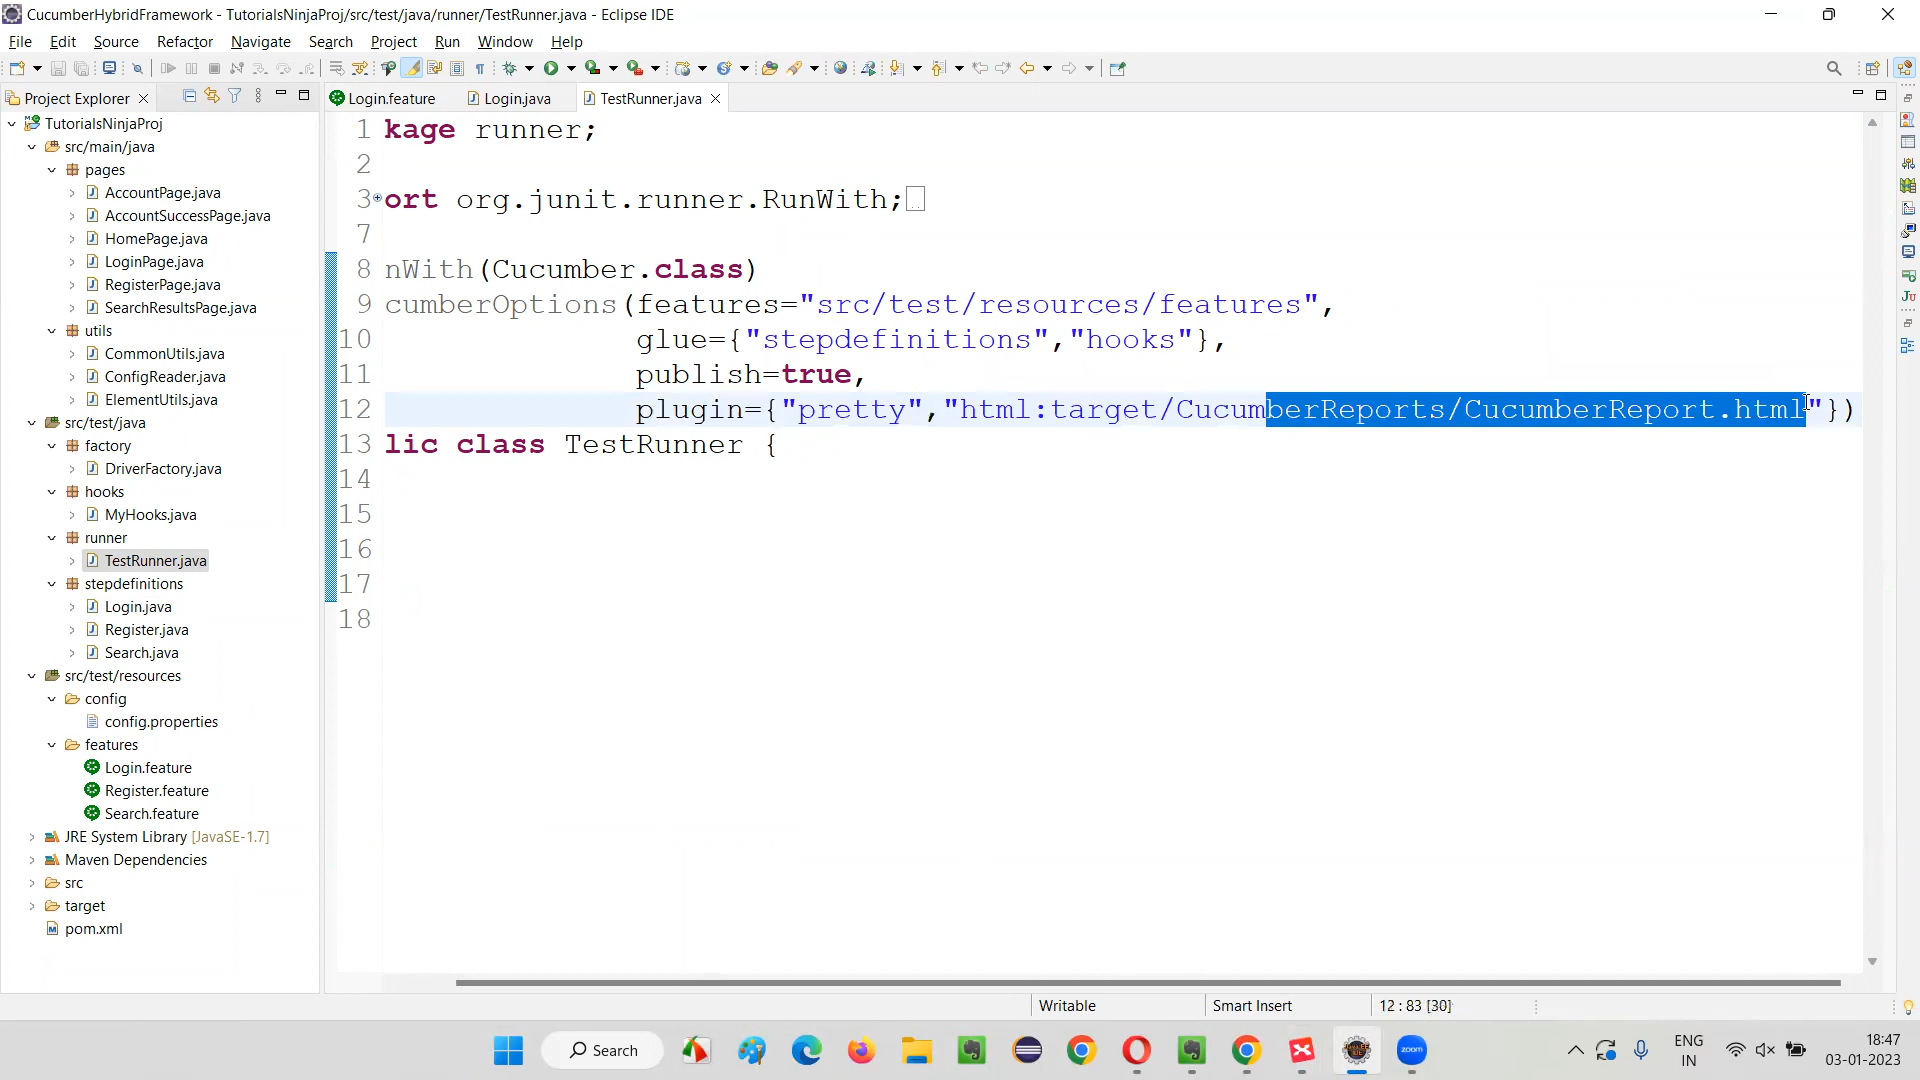 CucumberHybridFramework - TutorialsNinjaProj/src/test/java/runner/TestRunner.java - Eclipse IDE
File Edit Source Refactor Navigate Search Project Run Window Help
Project Explorer
Login.feature Login.java TestRunner.java
TutorialsNinjaProj
src/main/java
pages
AccountPage.java
AccountSuccessPage.java
HomePage.java
LoginPage.java
RegisterPage.java
SearchResultsPage.java
utils
CommonUtils.java
ConfigReader.java
ElementUtils.java
src/test/java
factory
DriverFactory.java
hooks
MyHooks.java
runner
TestRunner.java
stepdefinitions
Login.java
Register.java
Search.java
src/test/resources
config
config.properties
features
Login.feature
Register.feature
Search.feature
JRE System Library [JavaSE-1.7]
Maven Dependencies
src
target
pom.xml
1 kage runner;
2
3 ort org.junit.runner.RunWith;
7
8 nWith(Cucumber.class)
9 cumberOptions(features="src/test/resources/features",
10 glue={"stepdefinitions","hooks"},
11 publish=true,
12 plugin={"pretty","html:target/CucumberReports/CucumberReport.html"})
13 lic class TestRunner {
14
15
16
17
18
Writable Smart Insert 12 : 83 [30]
Search
zoom
ENG
IN
18:47
03-01-2023